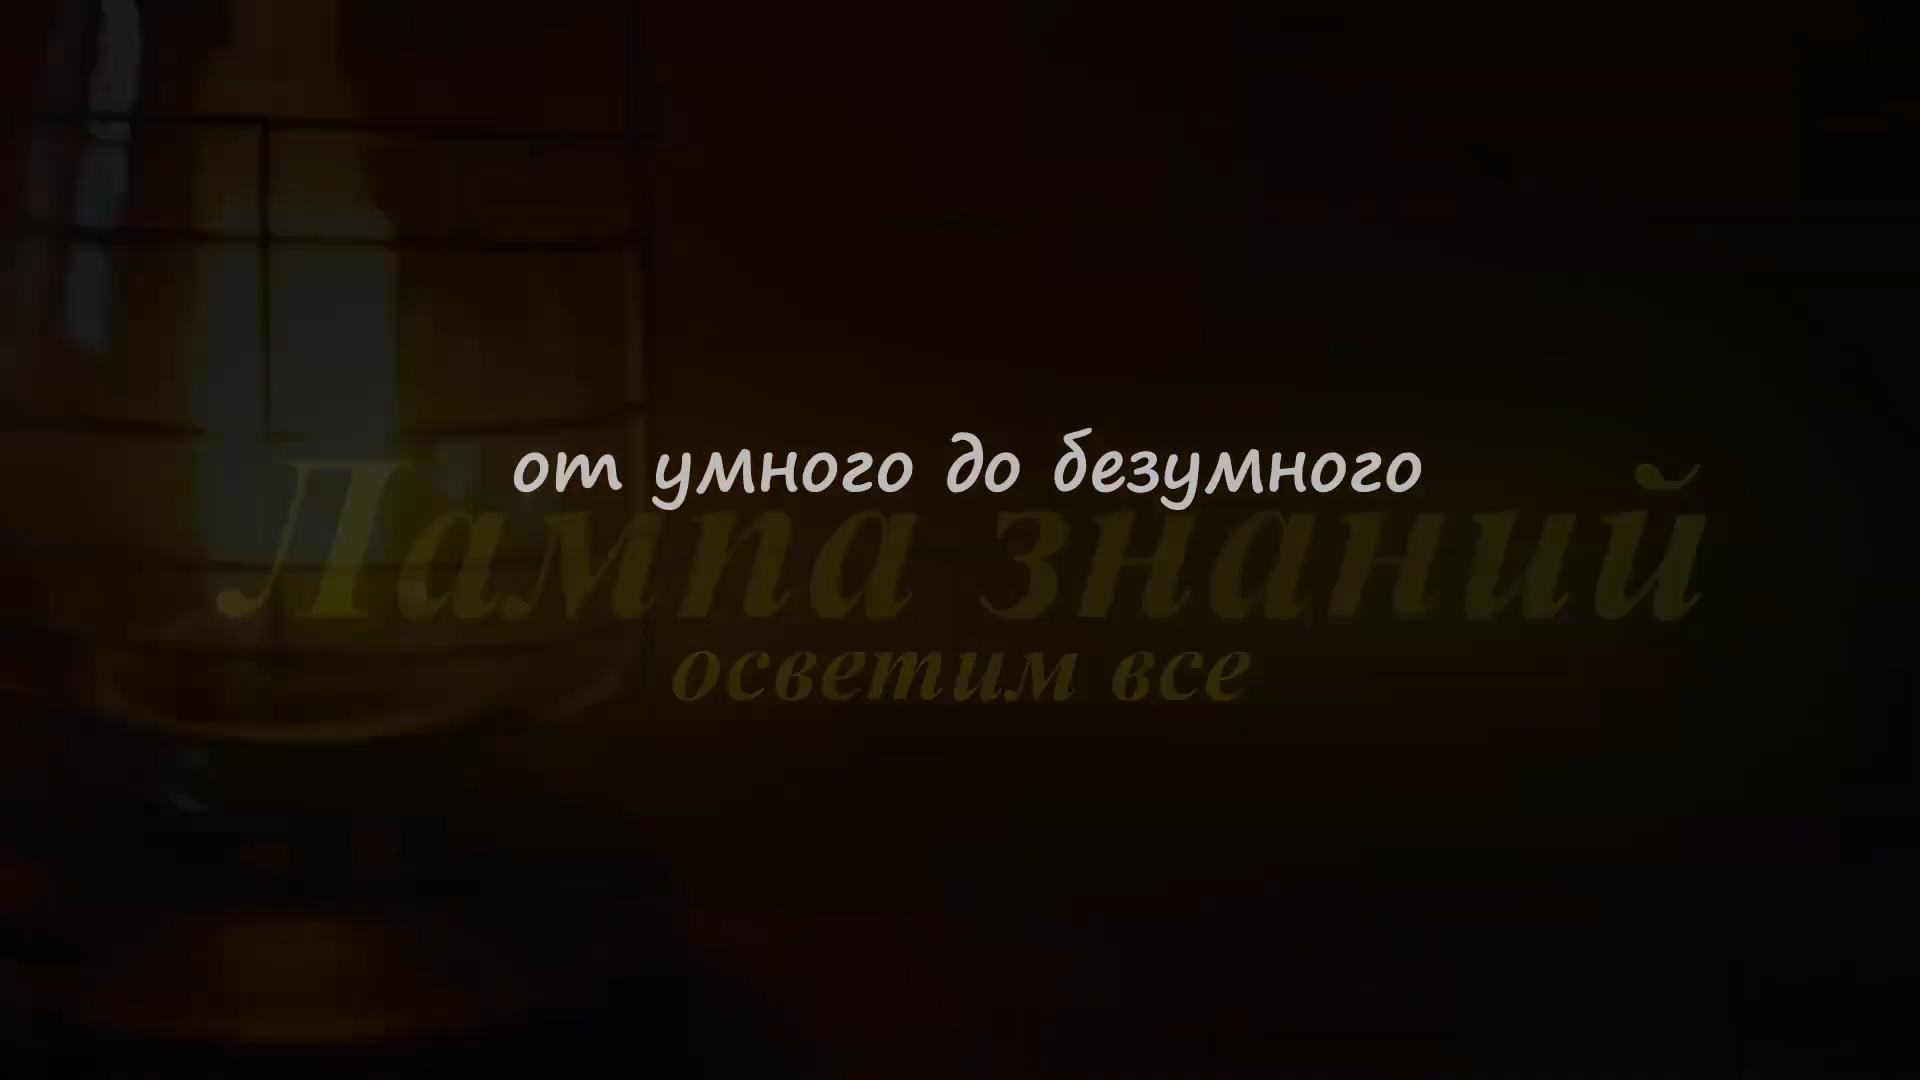 от умного до безумного
Лампа знаний
осветим все